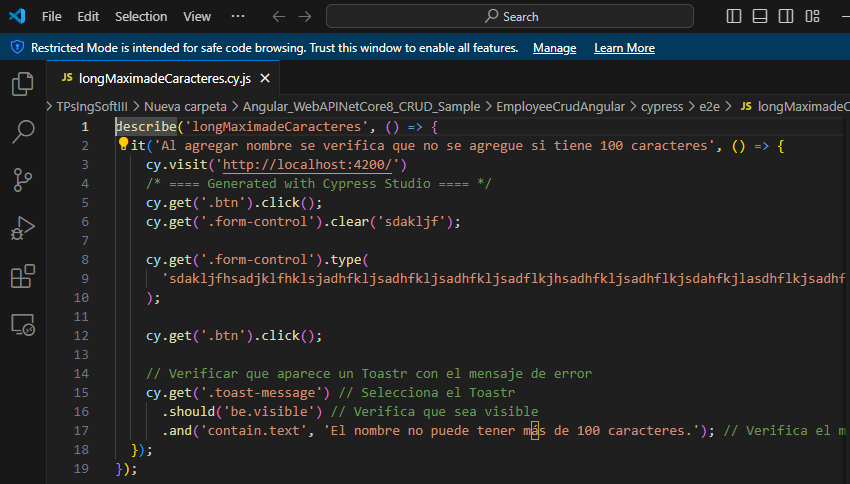 File Edit Selection View ··· Search
Restricted Mode is intended for safe code browsing. Trust this window to enable all features. Manage Learn More
JS longMaximadeCaracteres.cy.js
> TPsIngSoftIII > Nueva carpeta > Angular_WebAPINetCore8_CRUD_Sample > EmployeeCrudAngular > cypress > e2e > JS longMaximadeC
1 describe('longMaximadeCaracteres', () => {
2 it('Al agregar nombre se verifica que no se agregue si tiene 100 caracteres', () => {
3 cy.visit('http://localhost:4200/')
4 /* ==== Generated with Cypress Studio ==== */
5 cy.get('.btn').click();
6 cy.get('.form-control').clear('sdakljf');
7
8 cy.get('.form-control').type(
9 'sdakljfhsadjklfhklsjadhfkljsadhfkljsadhfkljsadflkjhsadhfkljsadhflkjsdahfkjlasdhflkjsadhf
10 );
11
12 cy.get('.btn').click();
13
14 // Verificar que aparece un Toastr con el mensaje de error
15 cy.get('.toast-message') // Selecciona el Toastr
16 .should('be.visible') // Verifica que sea visible
17 .and('contain.text', 'El nombre no puede tener más de 100 caracteres.'); // Verifica el m
18 });
19 });